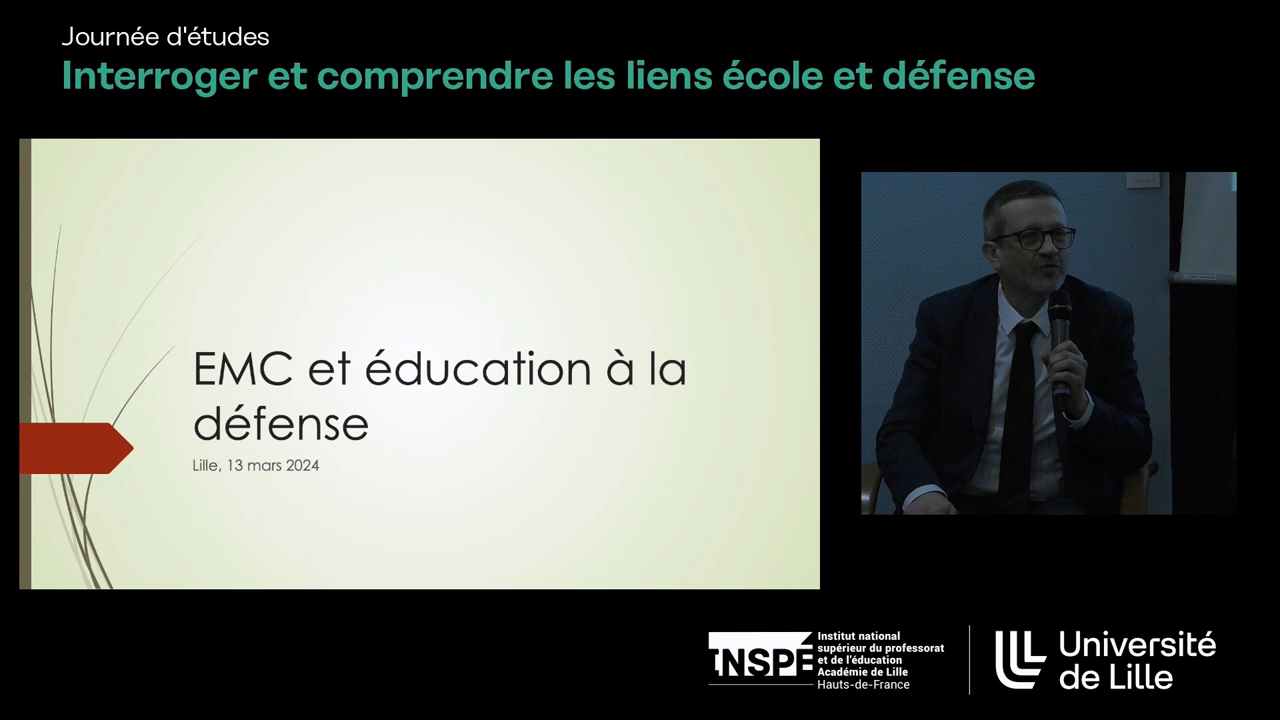 Journée d'études
Interroger et comprendre les liens école et défense
EMC et éducation à la
défense
Lille, 13 mars 2024
INSPÉ
Institut national
supérieur du professorat
et de l'éducation
Académie de Lille
Hauts-de-France
Université
de Lille